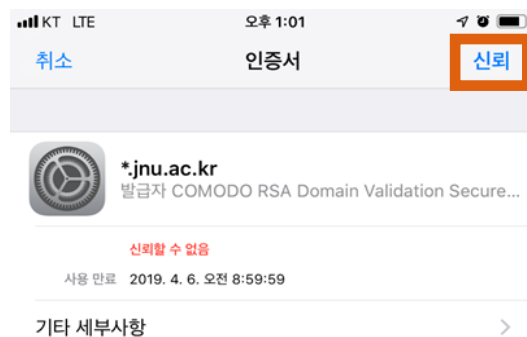 KT LTE 오후 1:01
취소 인증서 신뢰
*.jnu.ac.kr
발급자 COMODO RSA Domain Validation Secure...
신뢰할 수 없음
사용 만료 2019. 4. 6. 오전 8:59:59
기타 세부사항